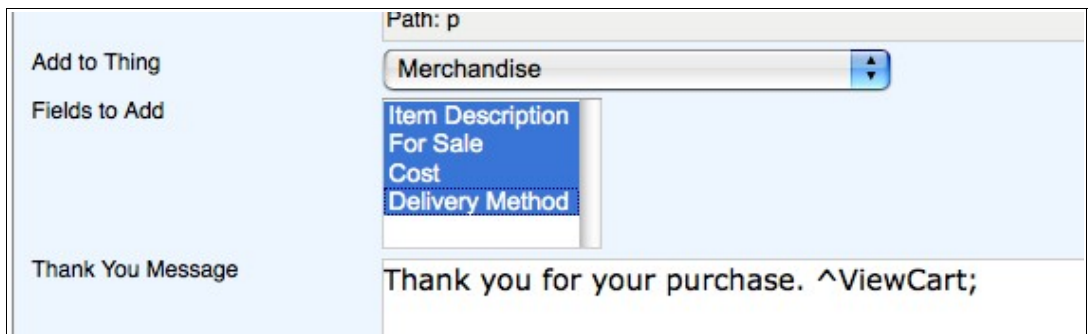 Path: p
Add to Thing
Merchandise
Fields to Add
Item Description
For Sale
Cost
Delivery Method
Thank You Message
Thank you for your purchase. ^ViewCart;